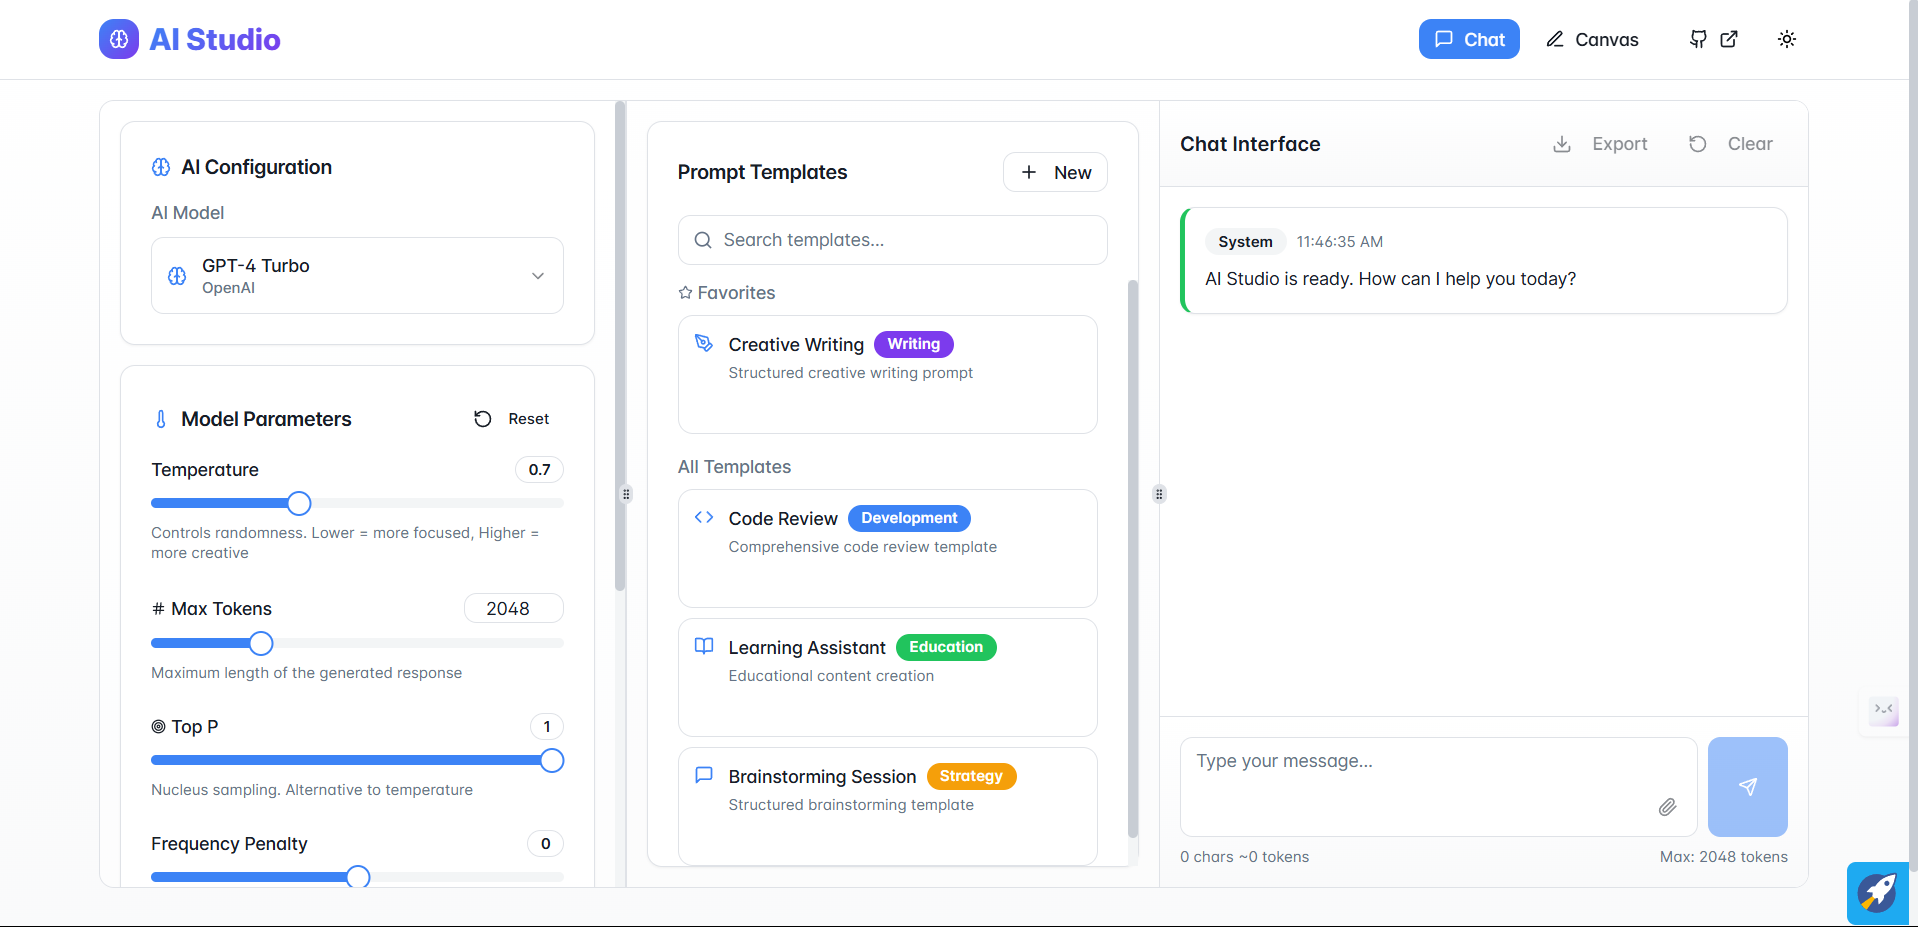 AI Studio
Chat
Canvas
AI Configuration
AI Model
GPT-4 Turbo
OpenAI
Model Parameters
Reset
Temperature
0.7
Controls randomness. Lower = more focused, Higher =
more creative
# Max Tokens
2048
Maximum length of the generated response
Top P
1
Nucleus sampling. Alternative to temperature
Frequency Penalty
0
Prompt Templates
New
Search templates...
Favorites
Creative Writing
Writing
Structured creative writing prompt
All Templates
Code Review
Development
Comprehensive code review template
Learning Assistant
Education
Educational content creation
Brainstorming Session
Strategy
Structured brainstorming template
Chat Interface
Export
Clear
System
11:46:35 AM
AI Studio is ready. How can I help you today?
Type your message...
0 chars ~0 tokens
Max: 2048 tokens